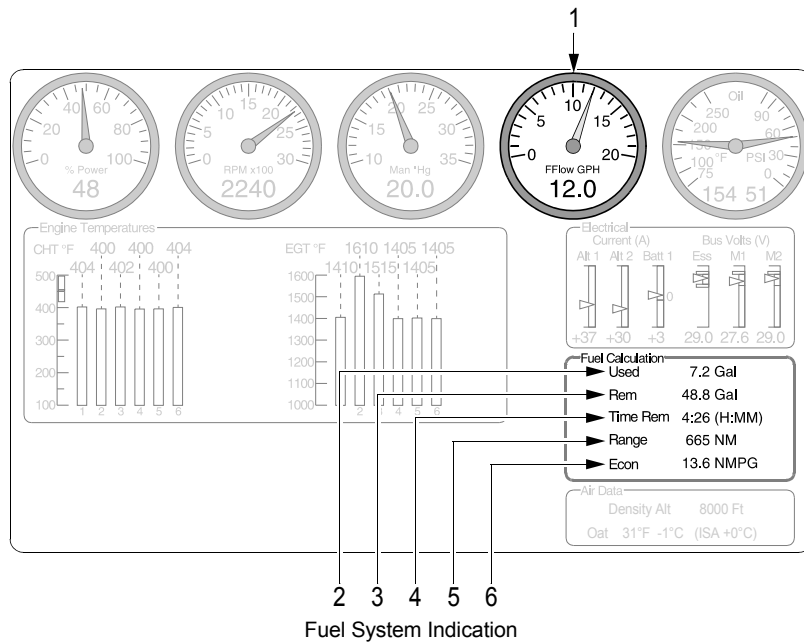 1
40 60
20 80
0 100
% Power
48
10 15 20
5 25
0 30
RPM x100
2240
20 25
15 30
10 35
Man "Hg
20.0
10
5 15
0 20
FFlow GPH
12.0
Oil
250 90
200 60
150 °F PSI 30
100 0
75
154 51
Engine Temperatures
CHT °F 400 400 404
404 402 400
500
400
300
200
100
1 2 3 4 5 6
EGT °F 1610 1405 1405
1410 1515 1405
1600
1500
1400
1300
1200
1100
1000
2 4 5 6
Electrical
Current (A) Bus Volts (V)
Alt 1 Alt 2 Batt 1 Ess M1 M2
0
+37 +30 +3 29.0 27.6 29.0
Fuel Calculation
Used 7.2 Gal
Rem 48.8 Gal
Time Rem 4:26 (H:MM)
Range 665 NM
Econ 13.6 NMPG
Air Data
Density Alt 8000 Ft
Oat 31°F -1°C (ISA +0°C)
2 3 4 5 6
Fuel System Indication